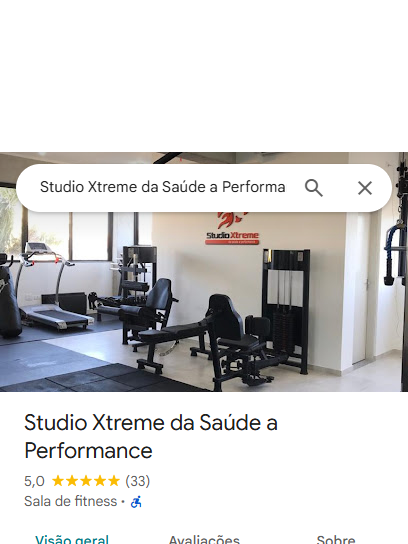 Studio Xtreme da Saúde a Performa
Studio Xtreme
Studio Xtreme da Saúde a
Performance
5,0 (33)
Sala de fitness •
Visão geral Avaliações Sobre